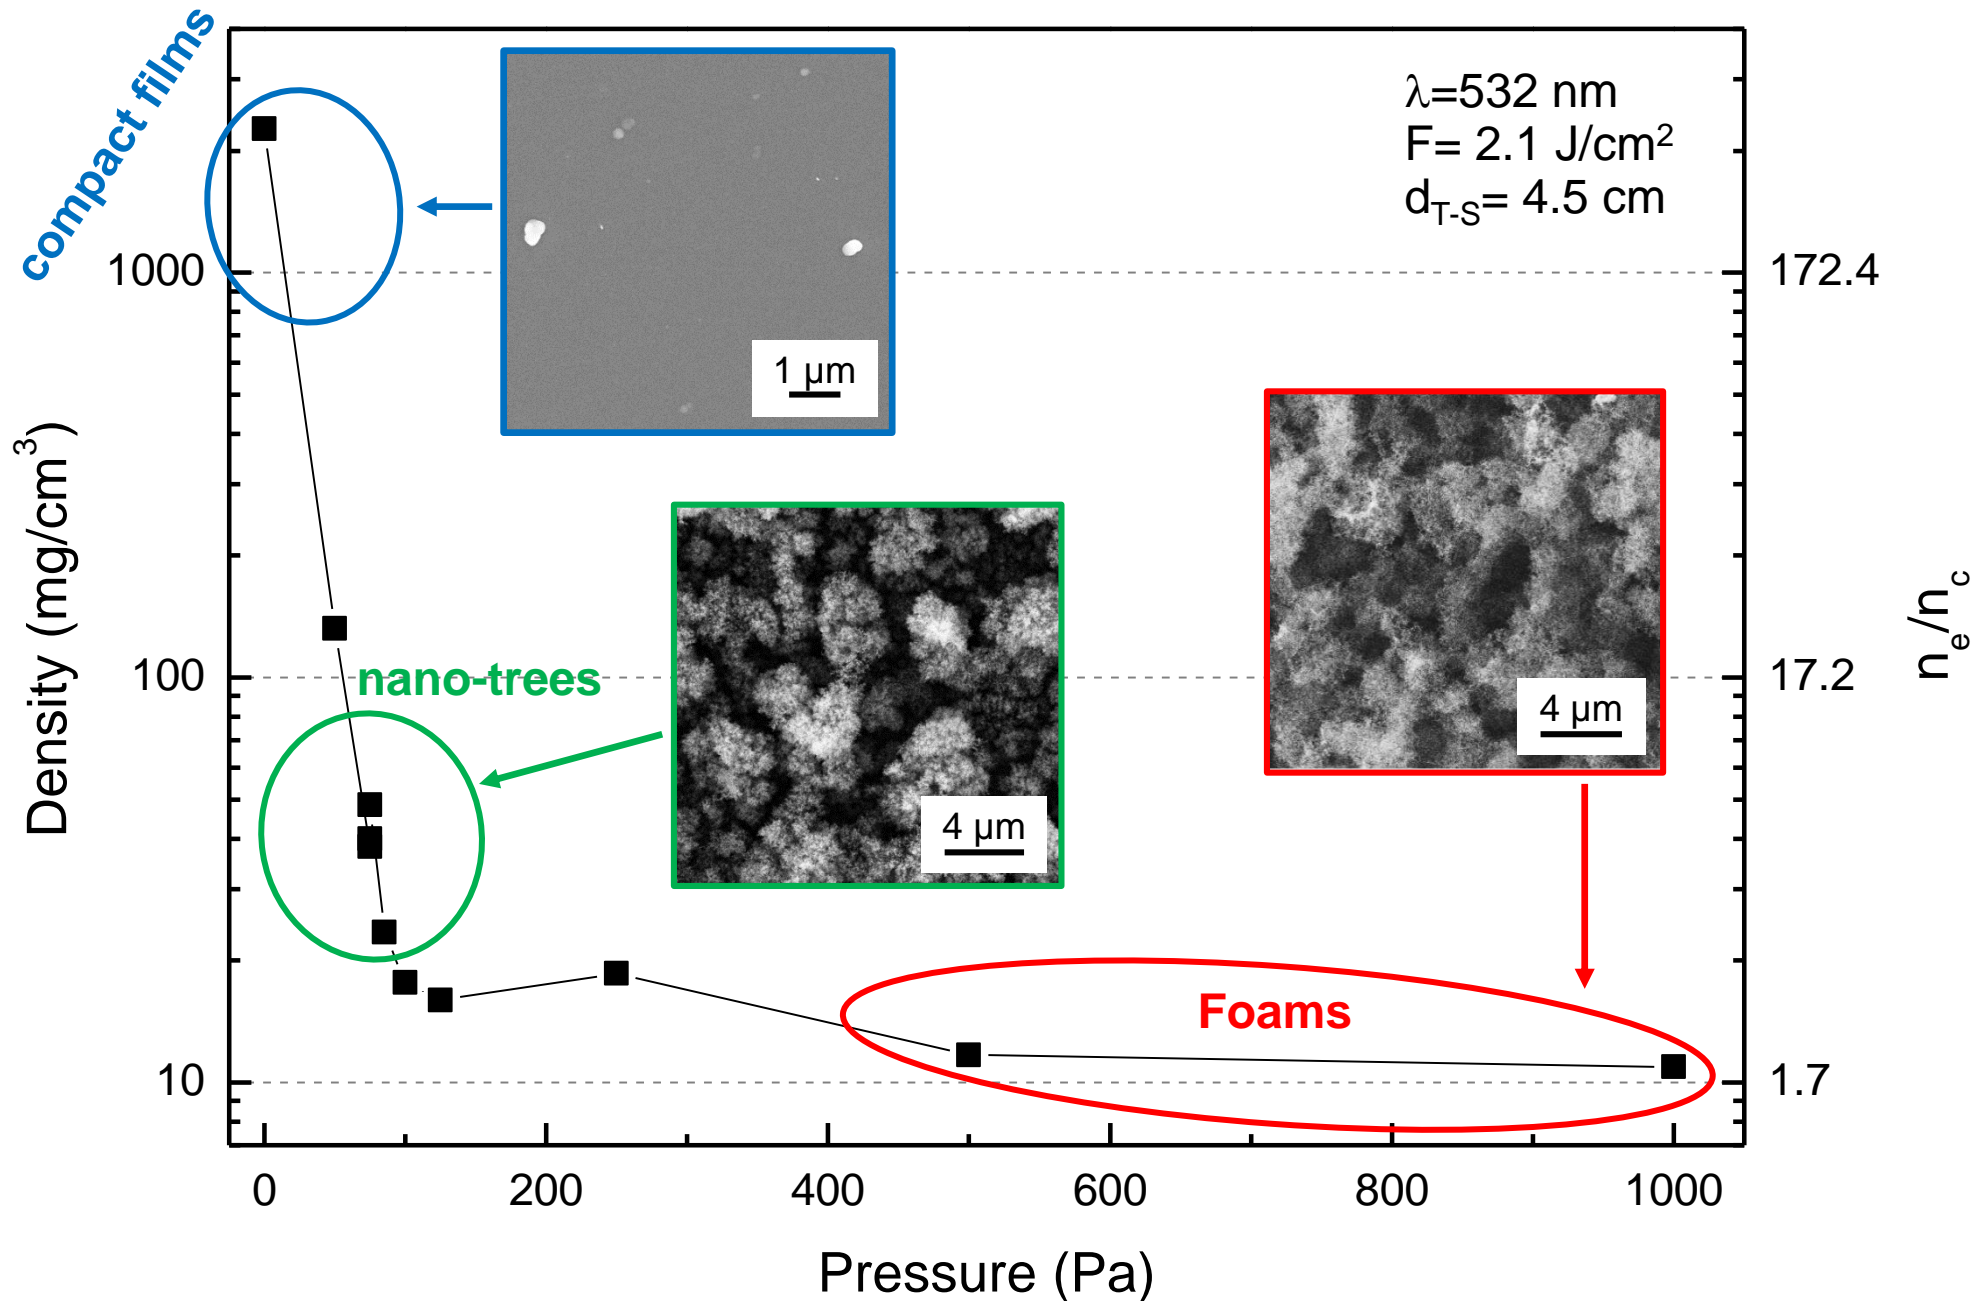 compact films
λ=532 nm
F= 2.1 J/cm²
d_T-S= 4.5 cm
1000
172.4
1 µm
Density (mg/cm³)
100
nano-trees
17.2
4 µm
4 µm
n_e/n_c
Foams
10
1.7
0 200 400 600 800 1000
Pressure (Pa)